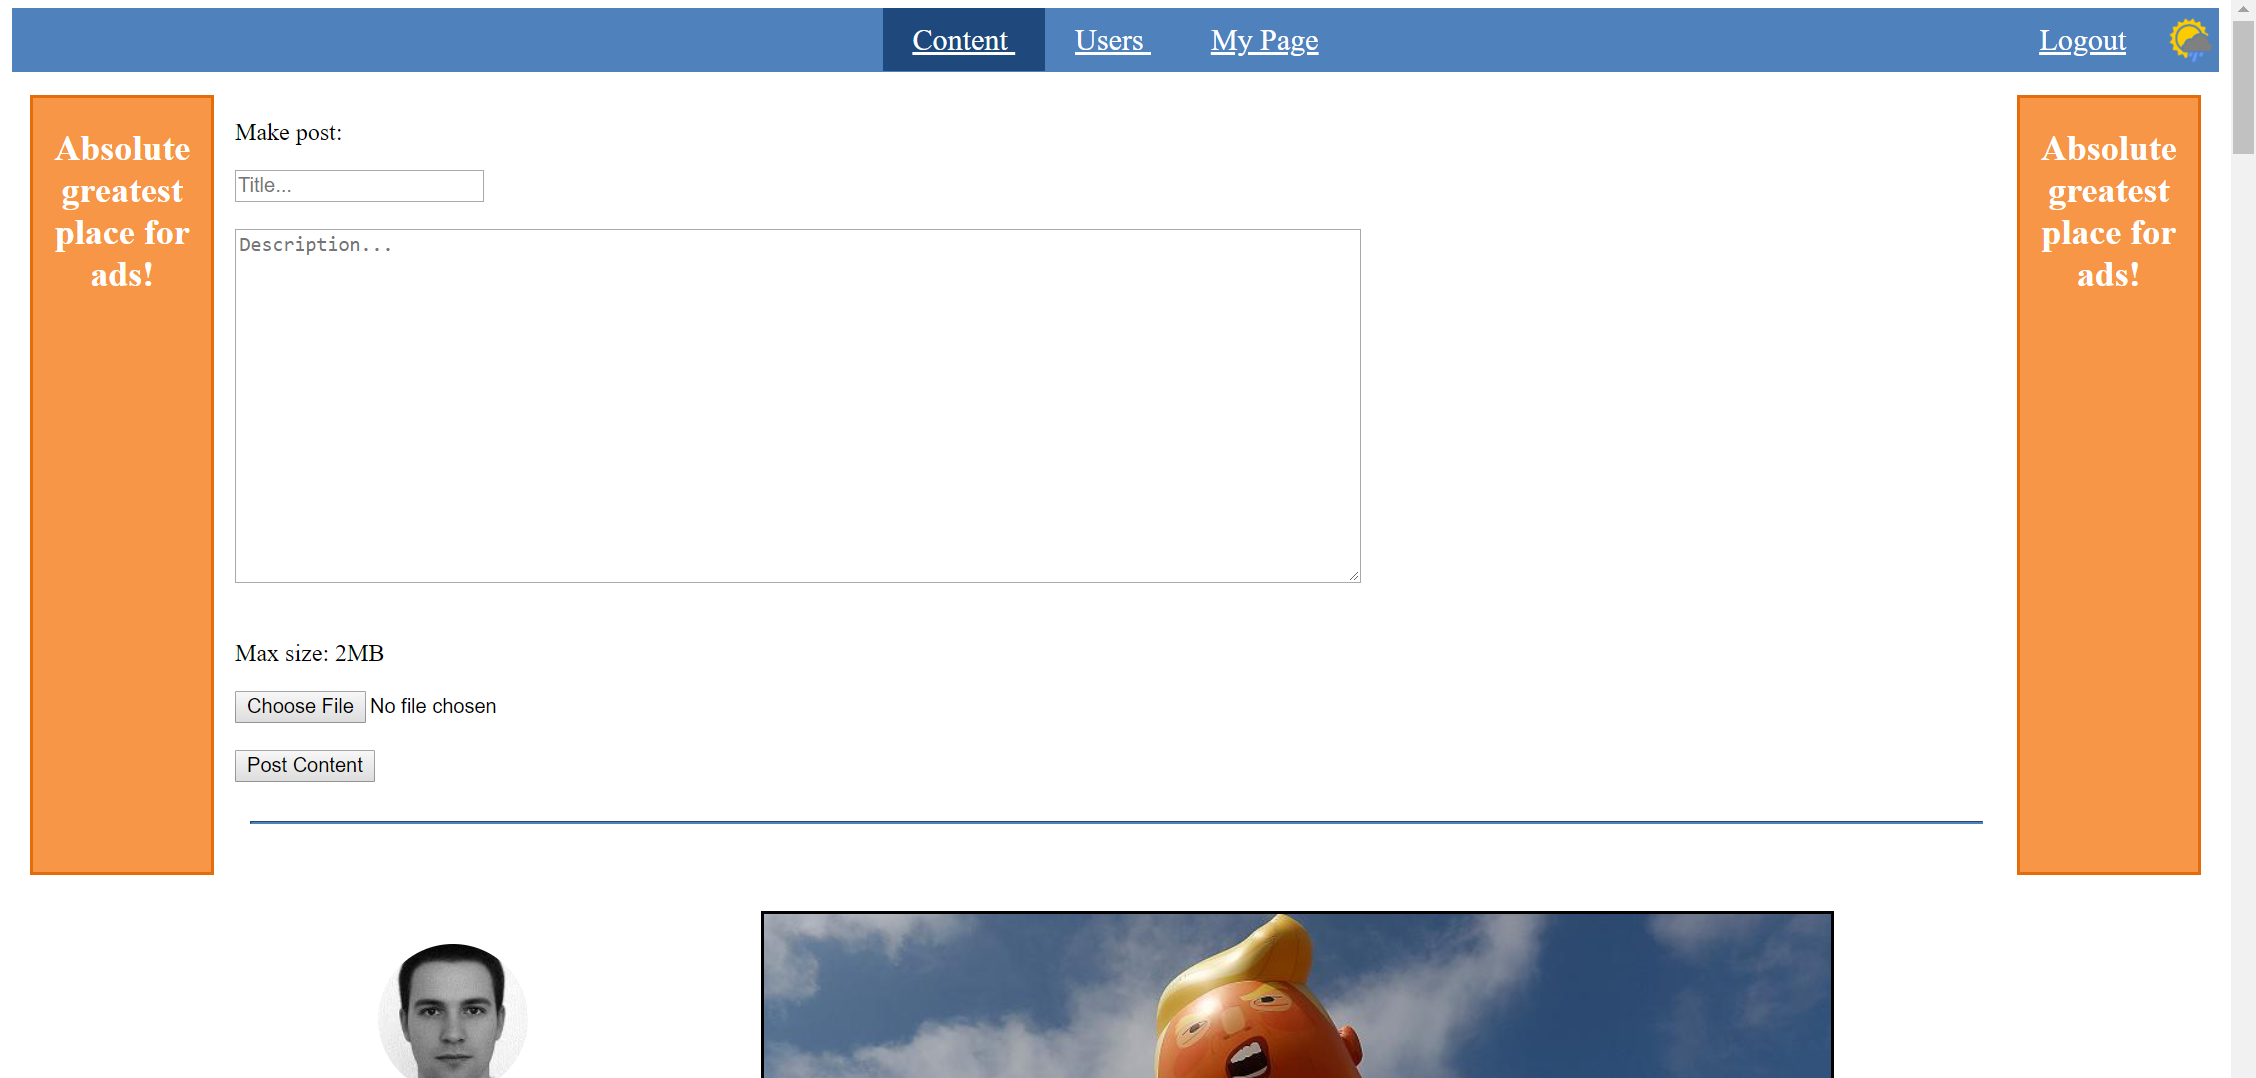 Content Users My Page Logout
Absolute
greatest
place for
ads!
Make post:
Title...
Description...
Max size: 2MB
Choose File No file chosen
Post Content
Absolute
greatest
place for
ads!